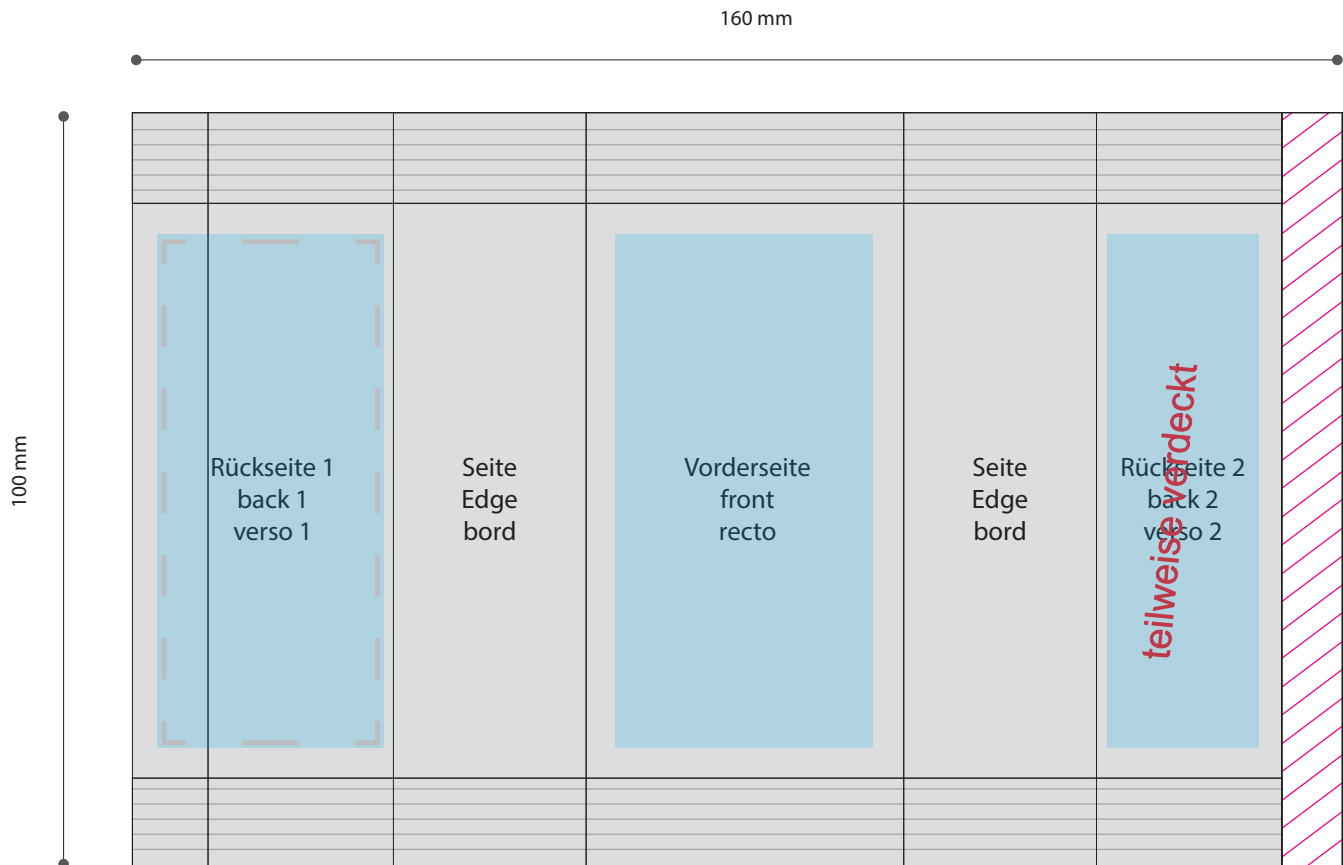 160 mm
100 mm
Rückseite 1
back 1
verso 1
Seite
Edge
bord
Vorderseite
front
recto
Seite
Edge
bord
Rückseite 2
back 2
verso 2
teilweise verdeckt